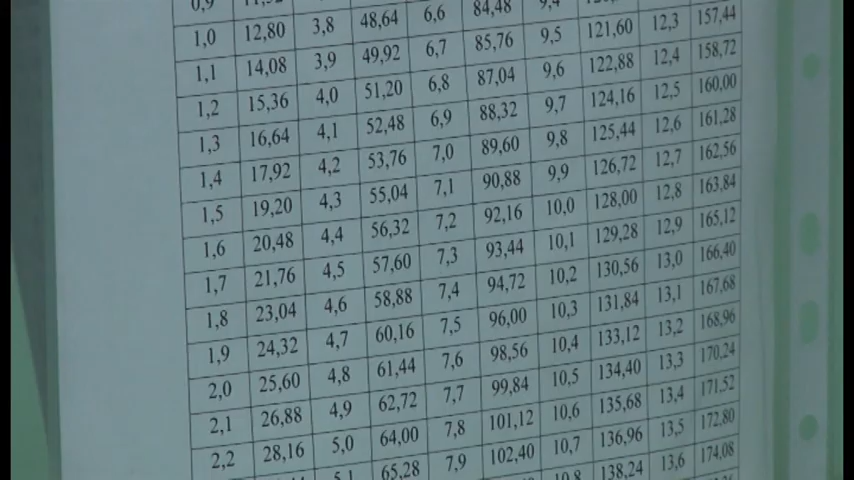 0,9
1,0 12,80 3,8 48,64 6,6 84,48 9,4
1,1 14,08 3,9 49,92 6,7 85,76 9,5 121,60 12,3 157,44
1,2 15,36 4,0 51,20 6,8 87,04 9,6 122,88 12,4 158,72
1,3 16,64 4,1 52,48 6,9 88,32 9,7 124,16 12,5 160,00
1,4 17,92 4,2 53,76 7,0 89,60 9,8 125,44 12,6 161,28
1,5 19,20 4,3 55,04 7,1 90,88 9,9 126,72 12,7 162,56
1,6 20,48 4,4 56,32 7,2 92,16 10,0 128,00 12,8 163,84
1,7 21,76 4,5 57,60 7,3 93,44 10,1 129,28 12,9 165,12
1,8 23,04 4,6 58,88 7,4 94,72 10,2 130,56 13,0 166,40
1,9 24,32 4,7 60,16 7,5 96,00 10,3 131,84 13,1 167,68
2,0 25,60 4,8 61,44 7,6 98,56 10,4 133,12 13,2 168,96
2,1 26,88 4,9 62,72 7,7 99,84 10,5 134,40 13,3 170,24
2,2 28,16 5,0 64,00 7,8 101,12 10,6 135,68 13,4 171,52
5,1 65,28 7,9 102,40 10,7 136,96 13,5 172,80
10,8 138,24 13,6 174,08